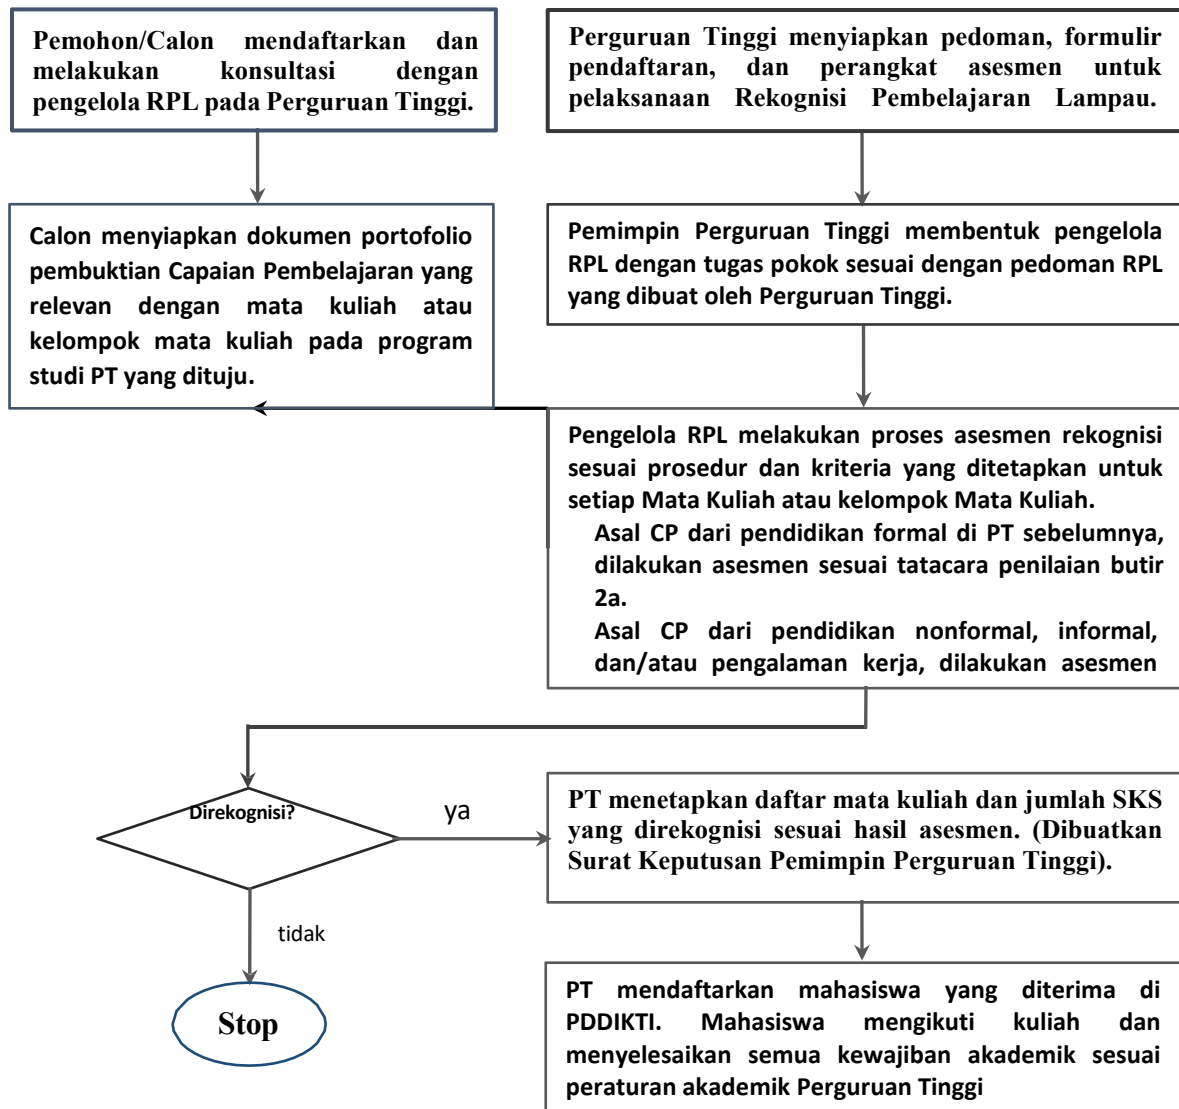 Pemohon/Calon mendaftarkan dan
melakukan konsultasi dengan
pengelola RPL pada Perguruan Tinggi.
Perguruan Tinggi menyiapkan pedoman, formulir
pendaftaran, dan perangkat asesmen untuk
pelaksanaan Rekognisi Pembelajaran Lampau.
Calon menyiapkan dokumen portofolio
pembuktian Capaian Pembelajaran yang
relevan dengan mata kuliah atau
kelompok mata kuliah pada program
studi PT yang dituju.
Pemimpin Perguruan Tinggi membentuk pengelola
RPL dengan tugas pokok sesuai dengan pedoman RPL
yang dibuat oleh Perguruan Tinggi.
Pengelola RPL melakukan proses asesmen rekognisi
sesuai prosedur dan kriteria yang ditetapkan untuk
setiap Mata Kuliah atau kelompok Mata Kuliah.
Asal CP dari pendidikan formal di PT sebelumnya,
dilakukan asesmen sesuai tatacara penilaian butir
2a.
Asal CP dari pendidikan nonformal, informal,
dan/atau pengalaman kerja, dilakukan asesmen
Direkognisi?
ya
PT menetapkan daftar mata kuliah dan jumlah SKS
yang direkognisi sesuai hasil asesmen. (Dibuatkan
Surat Keputusan Pemimpin Perguruan Tinggi).
tidak
Stop
PT mendaftarkan mahasiswa yang diterima di
PDDIKTI. Mahasiswa mengikuti kuliah dan
menyelesaikan semua kewajiban akademik sesuai
peraturan akademik Perguruan Tinggi